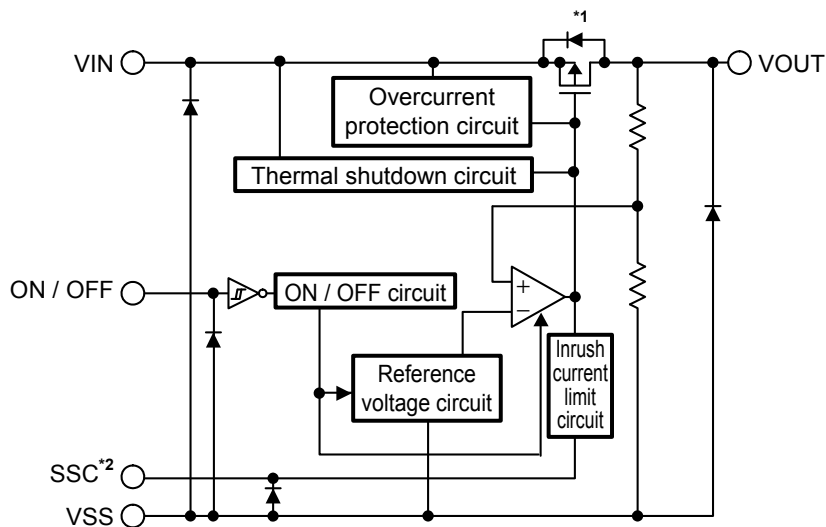 *1
VIN
VOUT
Overcurrent
protection circuit
Thermal shutdown circuit
ON / OFF
ON / OFF circuit
+
−
Reference
voltage circuit
Inrush
current
limit
circuit
SSC*2
VSS